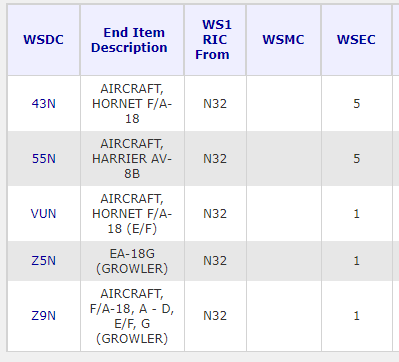 WSDC End Item Description WS1 RIC From WSMC WSEC
43N AIRCRAFT, HORNET F/A-18 N32 5
55N AIRCRAFT, HARRIER AV-8B N32 5
VUN AIRCRAFT, HORNET F/A-18 (E/F) N32 1
Z5N EA-18G (GROWLER) N32 1
Z9N AIRCRAFT, F/A-18, A - D, E/F, G (GROWLER) N32 1